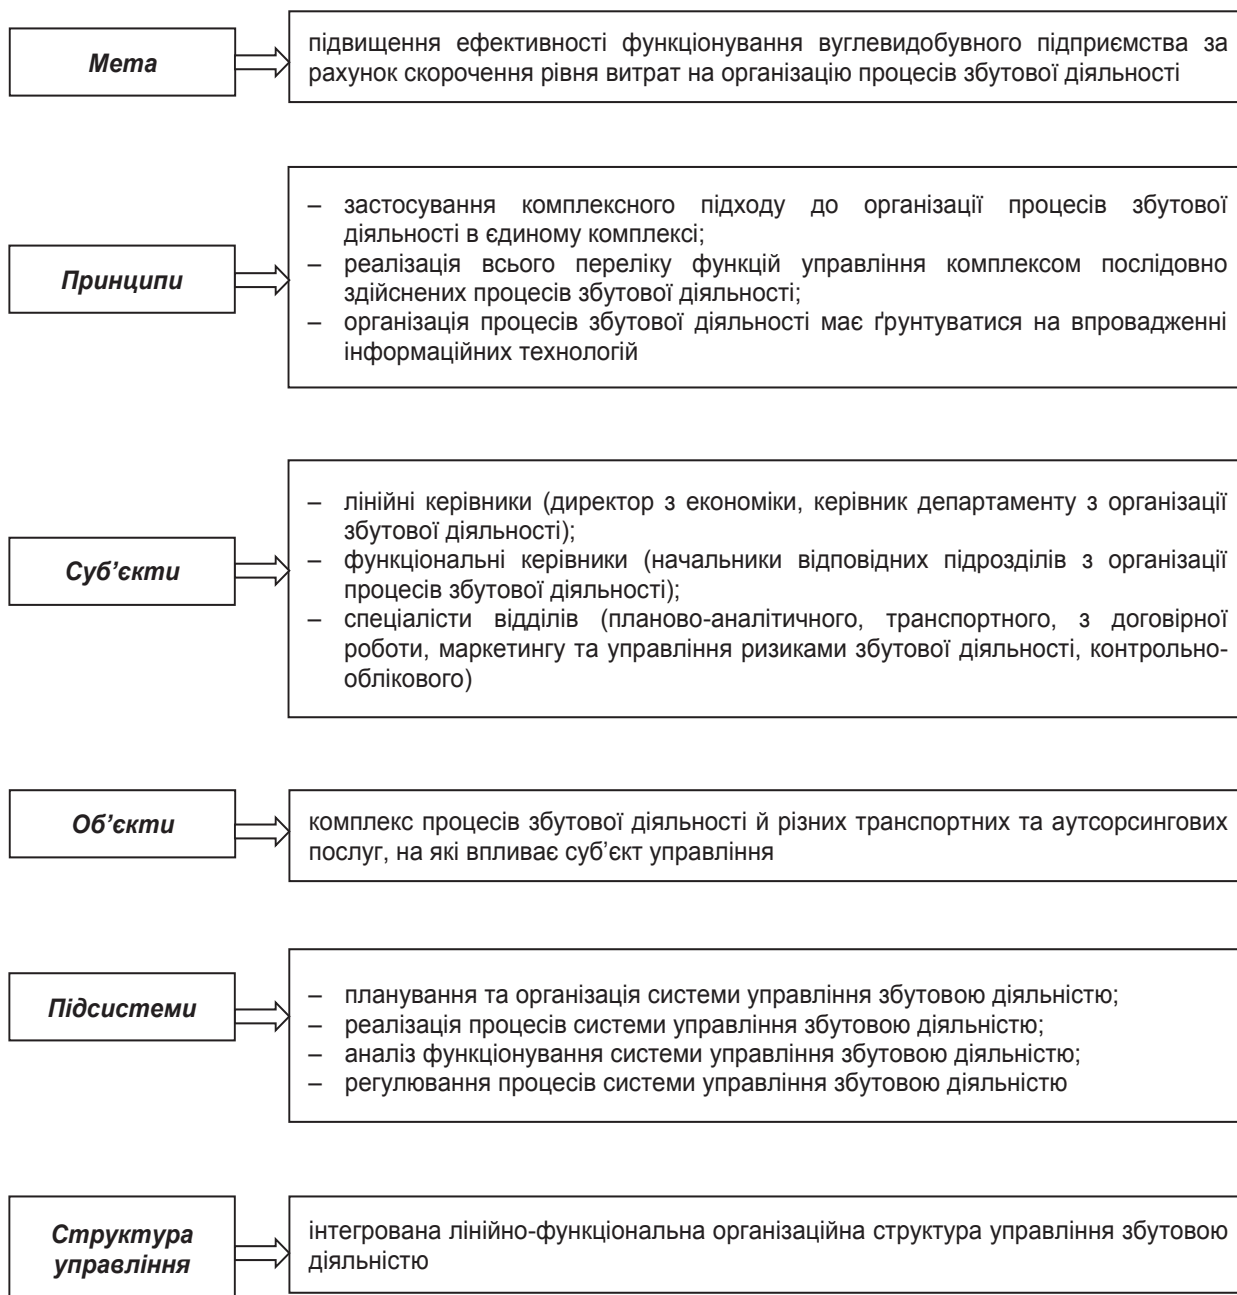 Мета
підвищення ефективності функціонування вуглевидобувного підприємства за
рахунок скорочення рівня витрат на організацію процесів збутової діяльності
Принципи
– застосування комплексного підходу до організації процесів збутової
діяльності в єдиному комплексі;
– реалізація всього переліку функцій управління комплексом послідовно
здійснених процесів збутової діяльності;
– організація процесів збутової діяльності має ґрунтуватися на впровадженні
інформаційних технологій
Суб’єкти
– лінійні керівники (директор з економіки, керівник департаменту з організації
збутової діяльності);
– функціональні керівники (начальники відповідних підрозділів з організації
процесів збутової діяльності);
– спеціалісти відділів (планово-аналітичного, транспортного, з договірної
роботи, маркетингу та управління ризиками збутової діяльності, контрольно-
облікового)
Об’єкти
комплекс процесів збутової діяльності й різних транспортних та аутсорсингових
послуг, на які впливає суб’єкт управління
Підсистеми
– планування та організація системи управління збутовою діяльністю;
– реалізація процесів системи управління збутовою діяльністю;
– аналіз функціонування системи управління збутовою діяльністю;
– регулювання процесів системи управління збутовою діяльністю
Структура
управління
інтегрована лінійно-функціональна організаційна структура управління збутовою
діяльністю